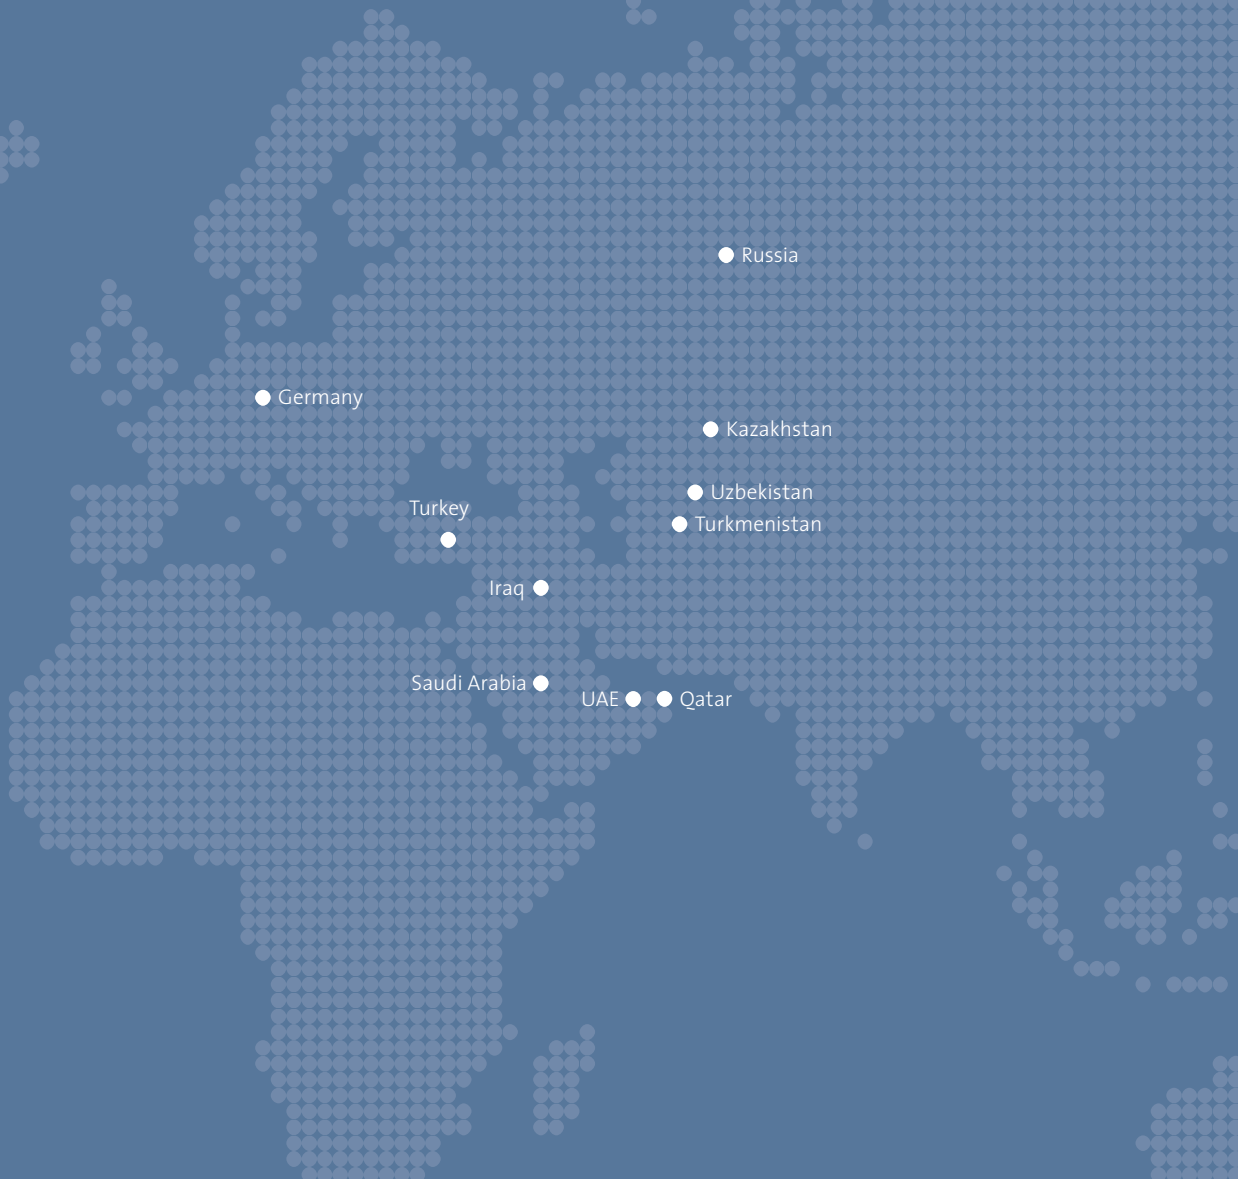 Russia
Germany
Kazakhstan
Uzbekistan
Turkey
Turkmenistan
Iraq
Saudi Arabia
UAE
Qatar